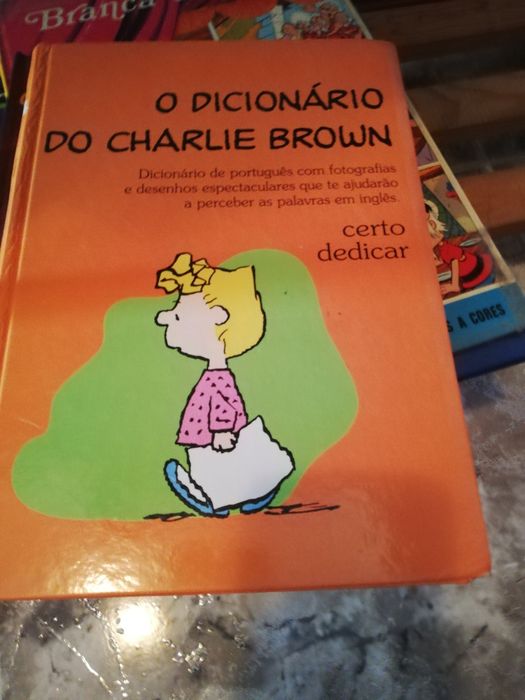 Branca
O DICIONÁRIO
DO CHARLIE BROWN
Dicionário de português com fotografias
e desenhos espectaculares que te ajudarão
a perceber as palavras em inglês.
certo
dedicar
S A CORES